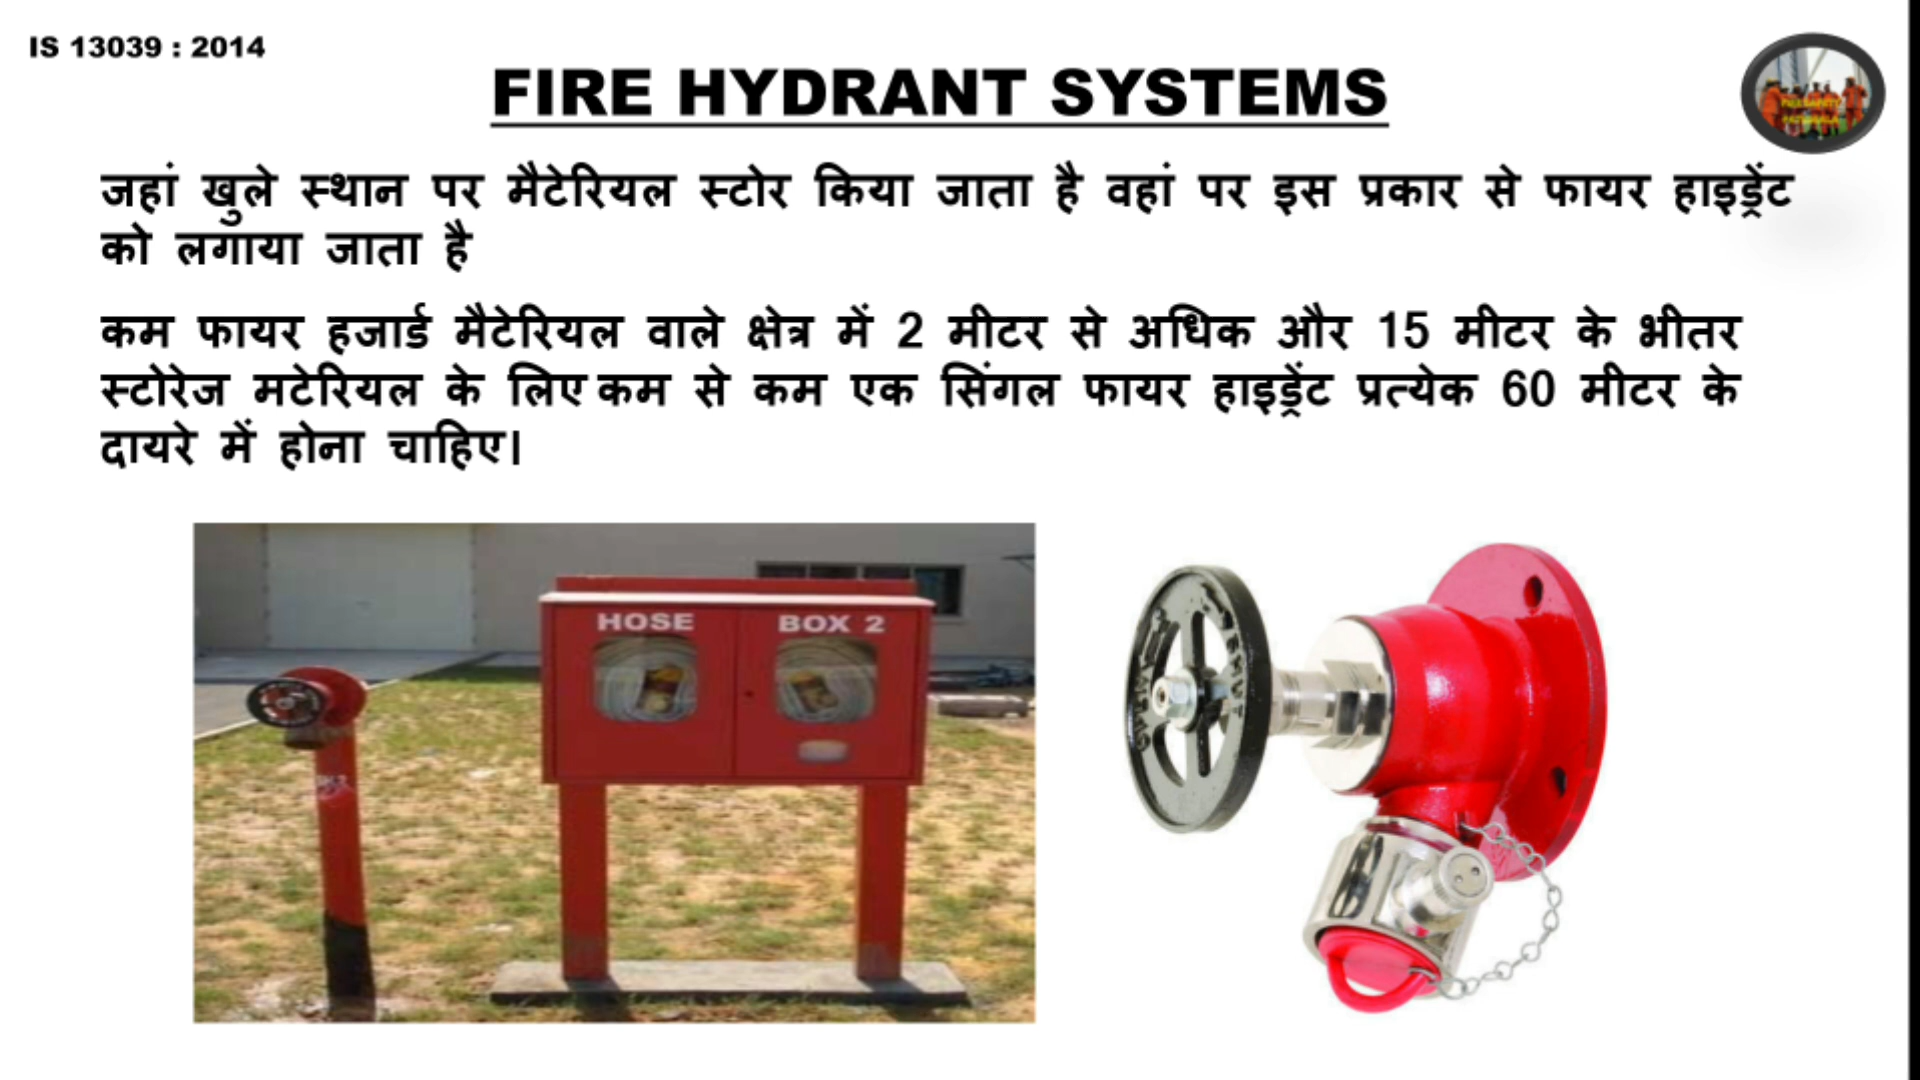 IS 13039 : 2014
FIRE HYDRANT SYSTEMS
जहां खुले स्थान पर मैटेरियल स्टोर किया जाता है वहां पर इस प्रकार से फायर हाइड्रेंट
को लगाया जाता है
कम फायर हजार्ड मैटेरियल वाले क्षेत्र में 2 मीटर से अधिक और 15 मीटर के भीतर
स्टोरेज मटेरियल के लिए कम से कम एक सिंगल फायर हाइड्रेंट प्रत्येक 60 मीटर के
दायरे में होना चाहिए।
HOSE BOX 2